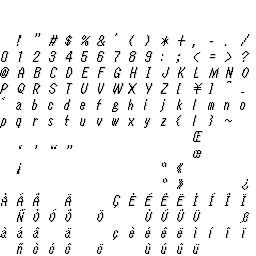 ! " # $ % & ' ( ) * + , - . /
0 1 2 3 4 5 6 7 8 9 : ; < = > ?
@ A B C D E F G H I J K L M N O
P Q R S T U V W X Y Z [ ¥ ] ^ _
` a b c d e f g h i j k l m n o
p q r s t u v w x y z { | } ~
Œ
‘ ’ “ ” œ
¡ ª «
º » ¿
À Á Â Ä Ç È É Ê Ë Ì Í Î Ï
Ñ Ò Ó Ô Ö Ù Ú Û Ü ß
à á â ä ç è é ê ë ì í î ï
ñ ò ó ô ö ù ú û ü